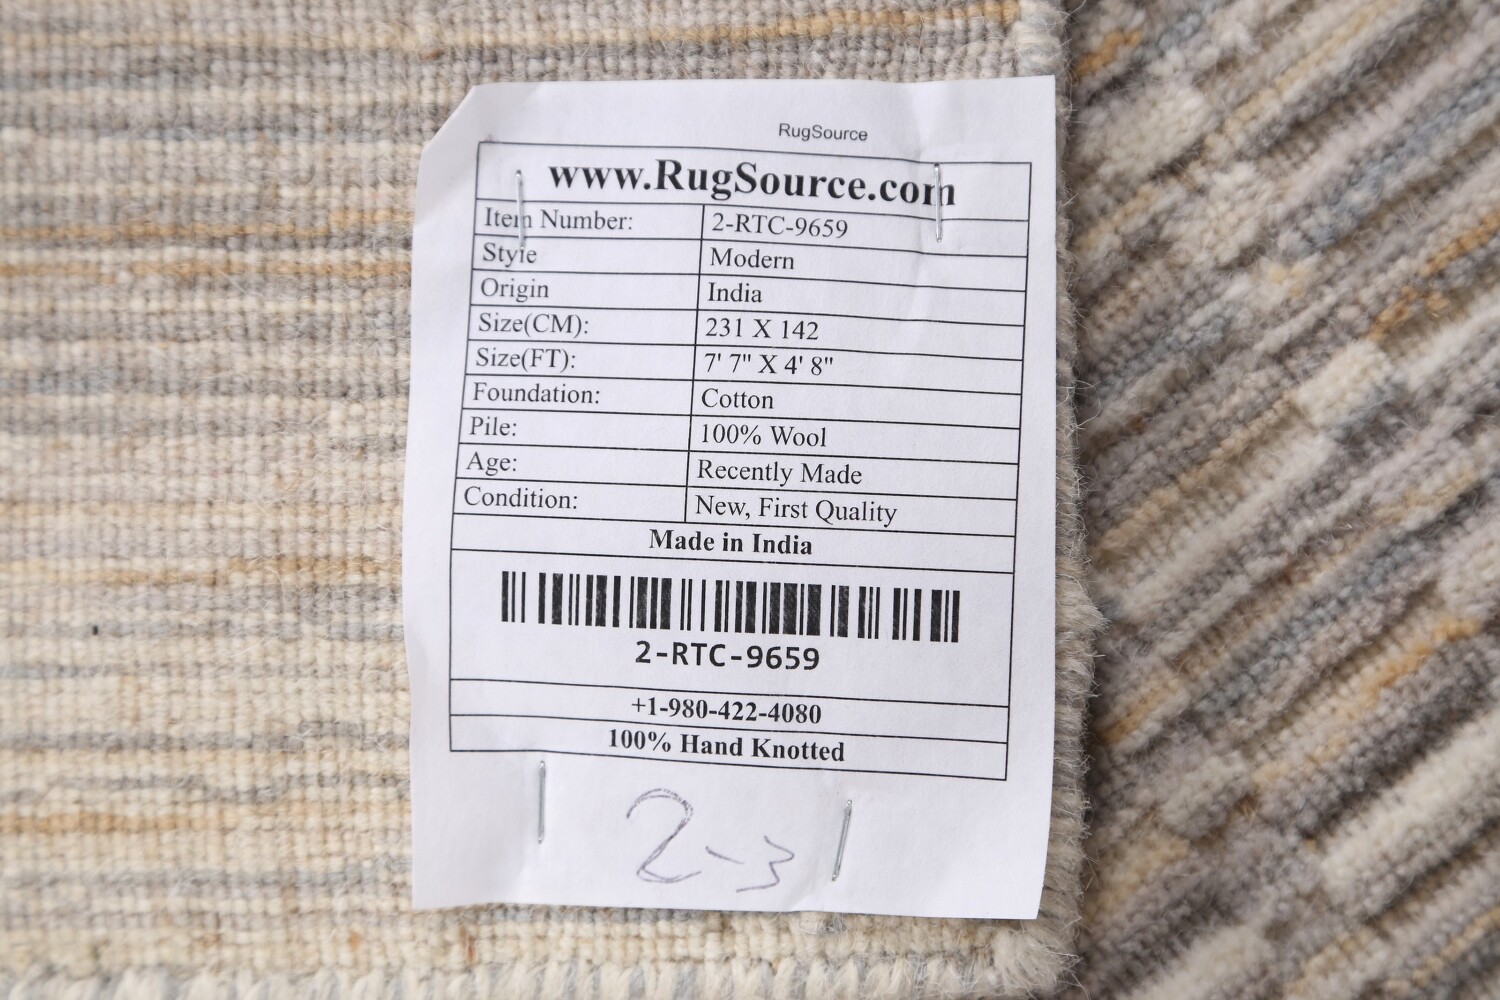 RugSource
www.RugSource.com
Item Number: 2-RTC-9659
Style Modern
Origin India
Size(CM): 231 X 142
Size(FT): 7' 7" X 4' 8"
Foundation: Cotton
Pile: 100% Wool
Age: Recently Made
Condition: New, First Quality
Made in India
2-RTC-9659
+1-980-422-4080
100% Hand Knotted
2-3